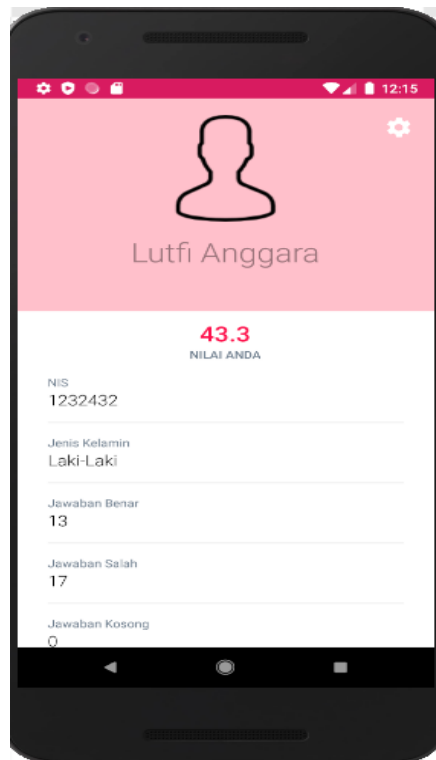 12:15
Lutfi Anggara
43.3
NILAI ANDA
NIS
1232432
Jenis Kelamin
Laki-Laki
Jawaban Benar
13
Jawaban Salah
17
Jawaban Kosong
0